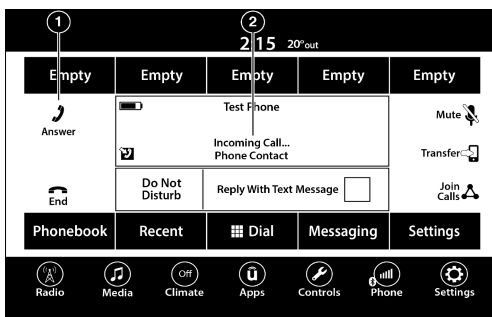 1 2
2:15 20°out
Empty Empty Empty Empty Empty
Test Phone
Answer
Mute
Incoming Call...
Phone Contact
Transfer
End
Do Not
Disturb
Reply With Text
Message
Join
Calls
Phonebook Recent Dial Messaging Settings
Off
û
Radio Media Climate Apps Controls Phone Settings